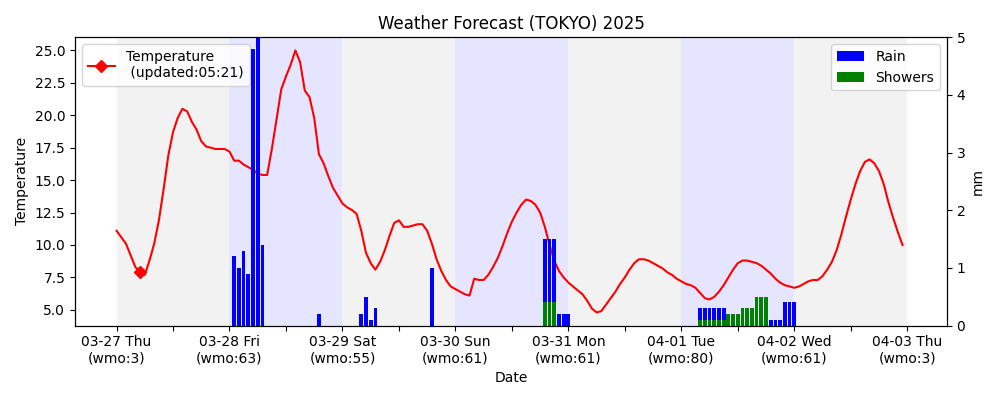 Weather Forecast (TOKYO) 2025
Temperature
(updated:05:21)
Rain
Showers
Temperature
25.0
22.5
20.0
17.5
15.0
12.5
10.0
7.5
5.0
5
4
3
2
1
0
mm
03-27 Thu
(wmo:3)
03-28 Fri
(wmo:63)
03-29 Sat
(wmo:55)
03-30 Sun
(wmo:61)
03-31 Mon
(wmo:61)
04-01 Tue
(wmo:80)
04-02 Wed
(wmo:61)
04-03 Thu
(wmo:3)
Date